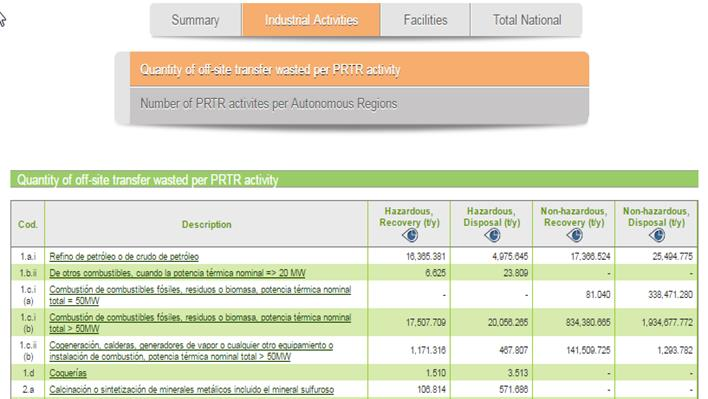 Summary Industrial Activities Facilities Total National
Quantity of off-site transfer wasted per PRTR activity
Number of PRTR activites per Autonomous Regions
Quantity of off-site transfer wasted per PRTR activity
Cod. Description Hazardous, Recovery (t/y) Hazardous, Disposal (t/y) Non-hazardous, Recovery (t/y) Non-hazardous, Disposal (t/y)
1.a.i Refino de petróleo o de crudo de petróleo 16,365.381 4,975.645 17,366.524 25,494.775
1.b.ii De otros combustibles, cuando la potencia térmica nominal => 20 MW 6.625 23.809 - -
1.c.i (a) Combustión de combustibles fósiles, residuos o biomasa, potencia térmica nominal
total = 50MW - - 81.040 338,471.280
1.c.i (b) Combustión de combustibles fósiles, residuos o biomasa, potencia térmica nominal
total > 50MW 17,507.709 20,056.265 834,380.665 1,934,677.772
1.c.ii (b) Cogeneración, calderas, generadores de vapor o cualquier otro equipamiento o
instalación de combustión, potencia térmica nominal total > 50MW 1,171.316 467.807 141,509.725 1,293.782
1.d Coquerías 1.510 3.513 - -
2.a Calcinación o sintetización de minerales metálicos incluido el mineral sulfuroso 106.814 571.686 - -